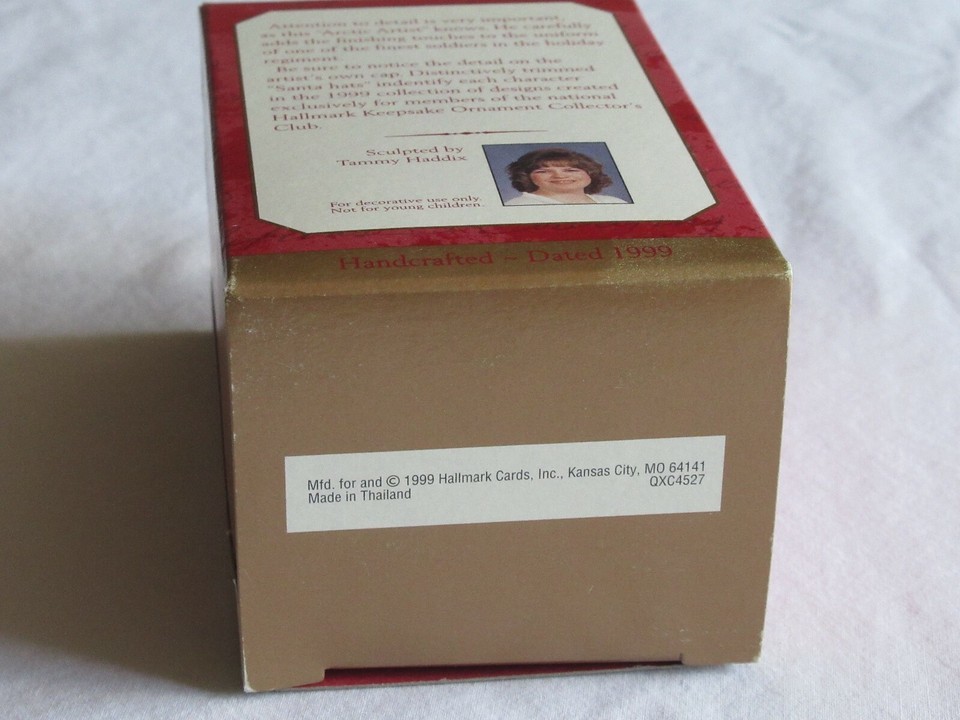 Attention to detail is very important,
as this "Arctic Artist" knows. He carefully
adds the finishing touches to the uniform
of one of the finest soldiers in the holiday
regiment.
Be sure to notice the detail on the
artist's own cap. Distinctively trimmed
"Santa hats" indentify each character
in the 1999 collection of designs created
exclusively for members of the national
Hallmark Keepsake Ornament Collector's
Club.
Sculpted by
Tammy Haddix
For decorative use only.
Not for young children.
Handcrafted ~ Dated 1999
Mfd. for and © 1999 Hallmark Cards, Inc., Kansas City, MO 64141
Made in Thailand QXC4527